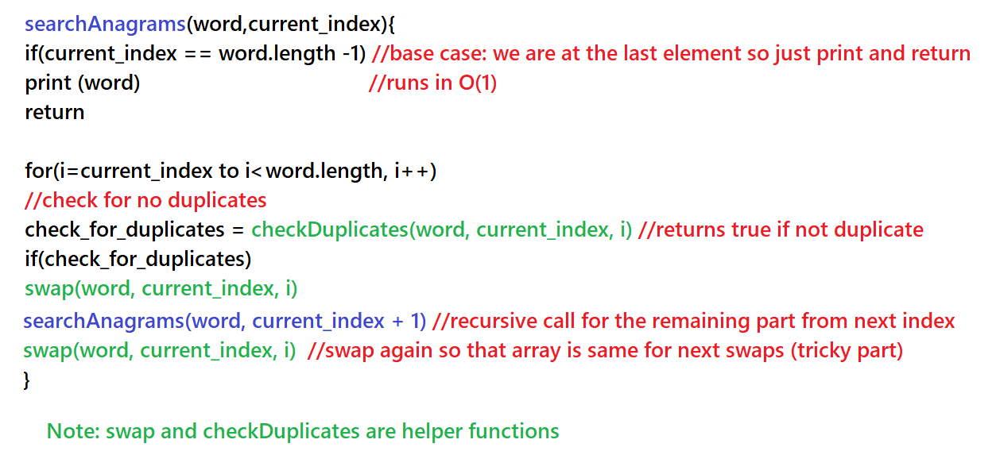 searchAnagrams(word,current_index){
if(current_index == word.length -1) //base case: we are at the last element so just print and return
print (word) //runs in O(1)
return
for(i=current_index to i<word.length, i++)
//check for no duplicates
check_for_duplicates = checkDuplicates(word, current_index, i) //returns true if not duplicate
if(check_for_duplicates)
swap(word, current_index, i)
searchAnagrams(word, current_index + 1) //recursive call for the remaining part from next index
swap(word, current_index, i) //swap again so that array is same for next swaps (tricky part)
}
Note: swap and checkDuplicates are helper functions